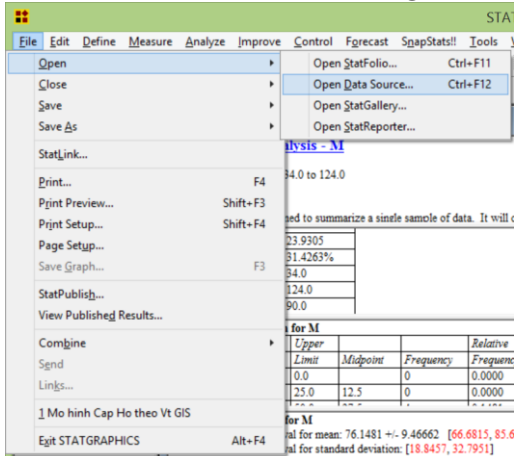 STAT
File Edit Define Measure Analyze Improve Control Forecast SnapStats!! Tools
Open
Close
Save
Save As
StatLink...
Print... F4
Print Preview... Shift+F3
Print Setup... Shift+F4
Page Setup...
Save Graph... F3
StatPublish...
View Published Results...
Combine
Send
Links...
1 Mo hinh Cap Ho theo Vt GIS
Exit STATGRAPHICS Alt+F4
Open StatFolio... Ctrl+F11
Open Data Source... Ctrl+F12
Open StatGallery...
Open StatReporter...
alysis - M
34.0 to 124.0
ned to summarize a single sample of data. It will
23.9305
31.4263%
34.0
124.0
90.0
for M
Upper Relative
Limit Midpoint Frequency Frequenc
0.0 0 0.0000
25.0 12.5 0 0.0000
for M
al for mean: 76.1481 +/- 9.46662 [66.6815, 85.6
al for standard deviation: [18.8457, 32.7951]